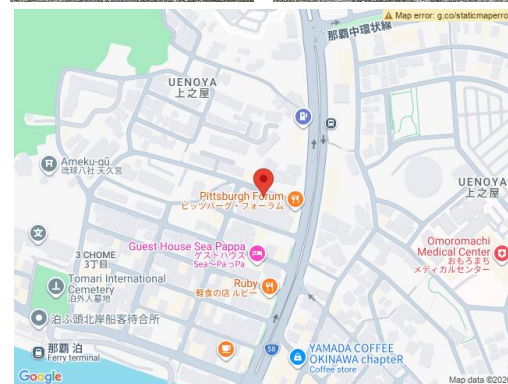 Map error: g.co/staticmaperro
那覇中環状線
UENOYA
上之屋
Ameku-gū
琉球八社 天久宮
Pittsburgh Forum
ピッツバーグ・フォーラム
UENOYA
上之屋
Guest House Sea Pappa
ゲストハウス
Sea〜PaっPa
Omoromachi
Medical Center
おもろまち
メディカルセンター
3 CHOME
3丁目
Tomari International
Cemetery
泊外人墓地
Ruby
軽食の店 ルビー
泊ふ頭北岸船客待合所
58
那覇 泊
Ferry terminal
YAMADA COFFEE
OKINAWA chapteR
Coffee store
Google
Map data ©202